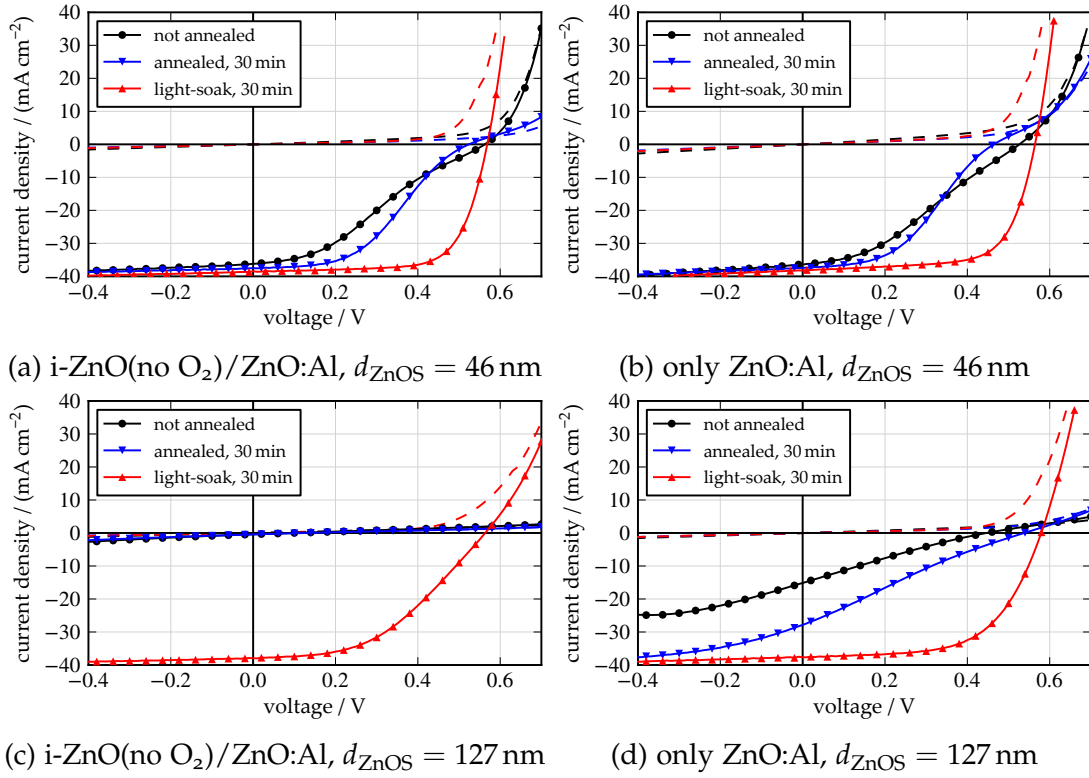 current density / (mA cm⁻²)
40
30
20
10
0
−10
−20
−30
−40
not annealed
annealed, 30 min
light-soak, 30 min
−0.4 −0.2 0.0 0.2 0.4 0.6
voltage / V
(a) i-ZnO(no O₂)/ZnO:Al, d_ZnOS = 46 nm
current density / (mA cm⁻²)
40
30
20
10
0
−10
−20
−30
−40
not annealed
annealed, 30 min
light-soak, 30 min
−0.4 −0.2 0.0 0.2 0.4 0.6
voltage / V
(b) only ZnO:Al, d_ZnOS = 46 nm
current density / (mA cm⁻²)
40
30
20
10
0
−10
−20
−30
−40
not annealed
annealed, 30 min
light-soak, 30 min
−0.4 −0.2 0.0 0.2 0.4 0.6
voltage / V
(c) i-ZnO(no O₂)/ZnO:Al, d_ZnOS = 127 nm
current density / (mA cm⁻²)
40
30
20
10
0
−10
−20
−30
−40
not annealed
annealed, 30 min
light-soak, 30 min
−0.4 −0.2 0.0 0.2 0.4 0.6
voltage / V
(d) only ZnO:Al, d_ZnOS = 127 nm